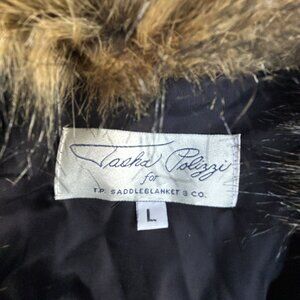 Tasha Polizzi
for
T.P. SADDLEBLANKET & CO.
L